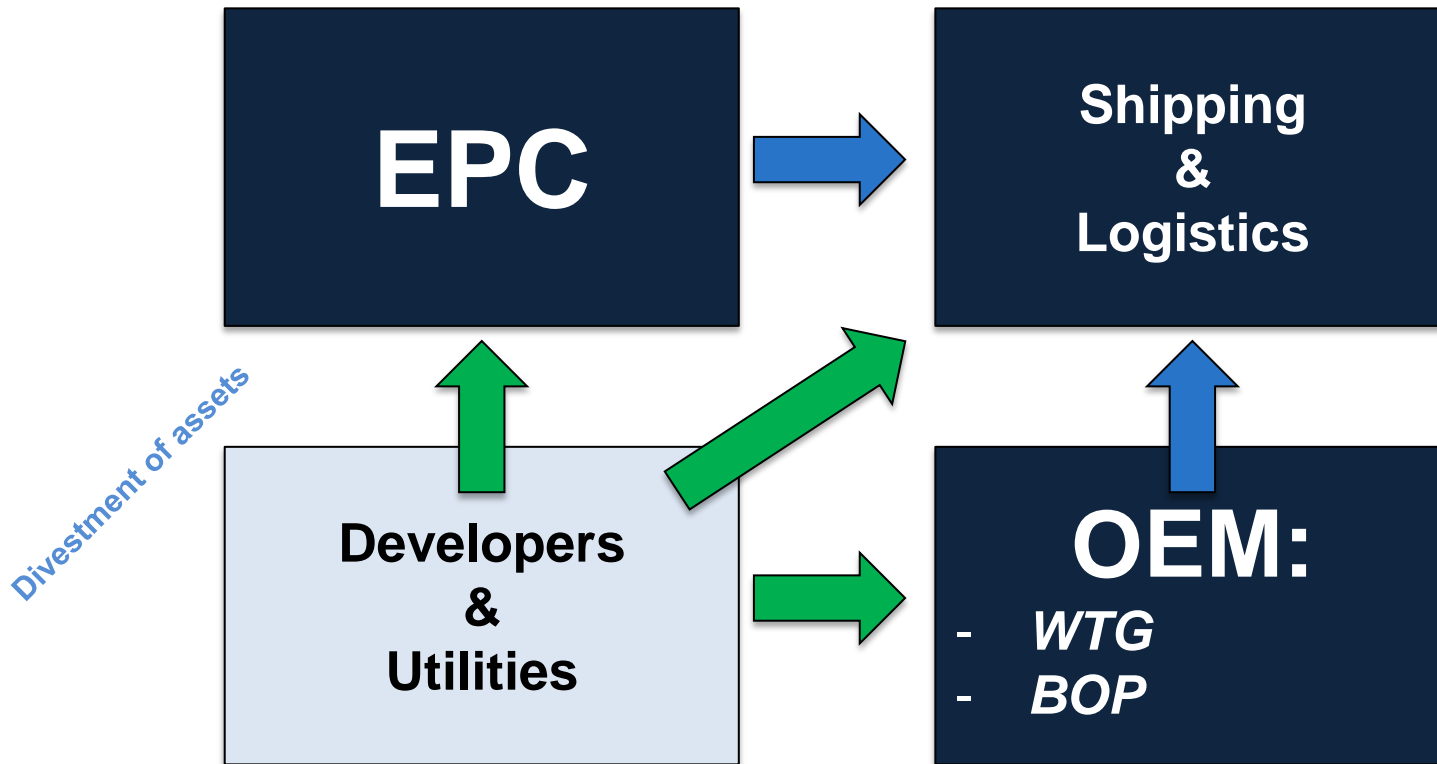 EPC
Shipping
&
Logistics
Divestment of assets
Developers
&
Utilities
OEM:
- WTG
- BOP